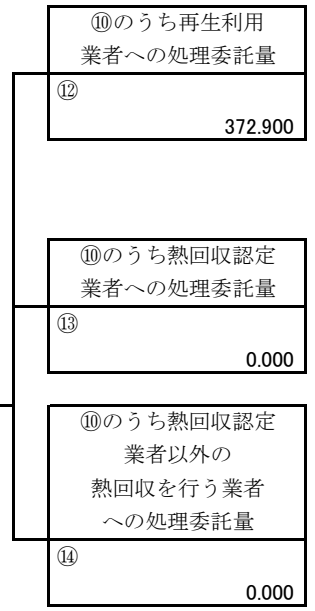 ⑩のうち再生利用
業者への処理委託量
⑫
372.900
⑩のうち熱回収認定
業者への処理委託量
⑬
0.000
⑩のうち熱回収認定
業者以外の
熱回収を行う業者
への処理委託量
⑭
0.000